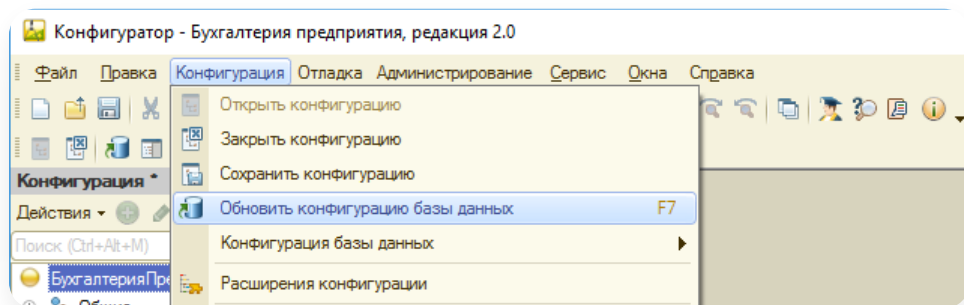 Конфигуратор - Бухгалтерия предприятия, редакция 2.0
Файл Правка Конфигурация Отладка Администрирование Сервис Окна Справка
Открыть конфигурацию
Закрыть конфигурацию
Конфигурация *
Сохранить конфигурацию
Действия
Обновить конфигурацию базы данных F7
Поиск (Ctrl+Alt+M)
Конфигурация базы данных
БухгалтерияПре
Расширения конфигурации